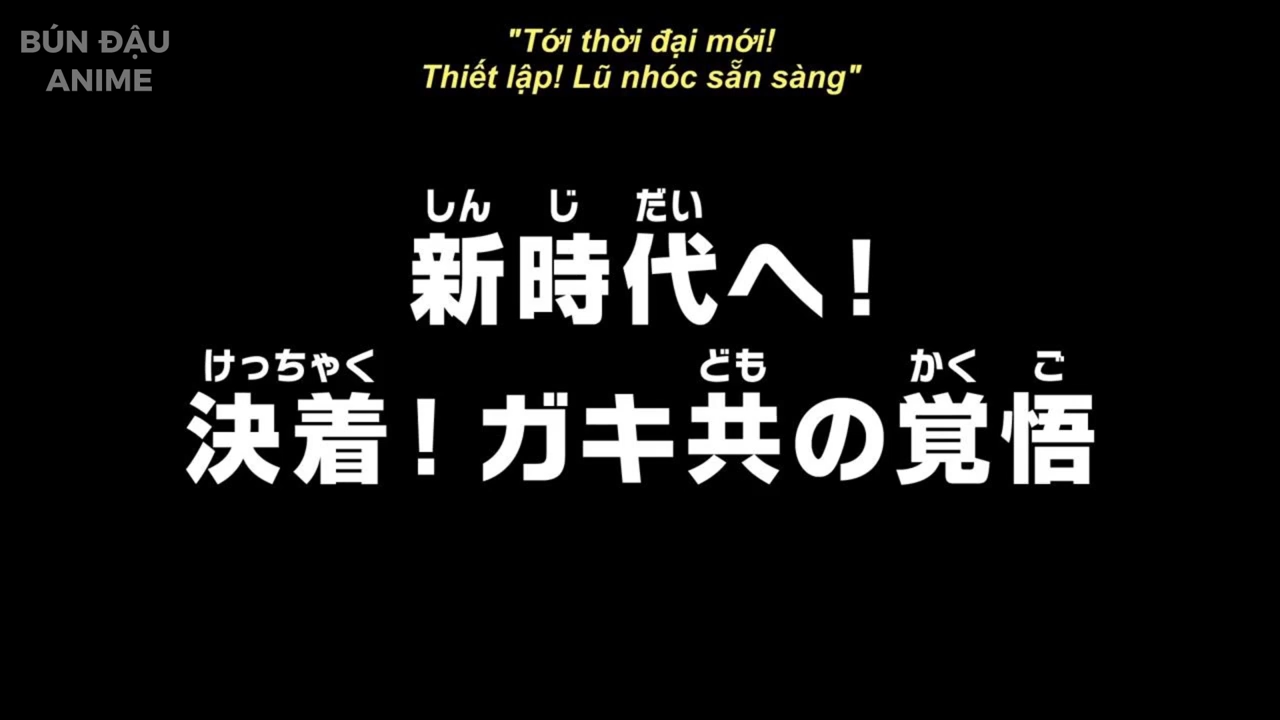 BÚN ĐẬU
ANIME
"Tới thời đại mới!
Thiết lập! Lũ nhóc sẵn sàng"
しん じ だい
新時代へ!
けっちゃく ども かく ご
決着!ガキ共の覚悟